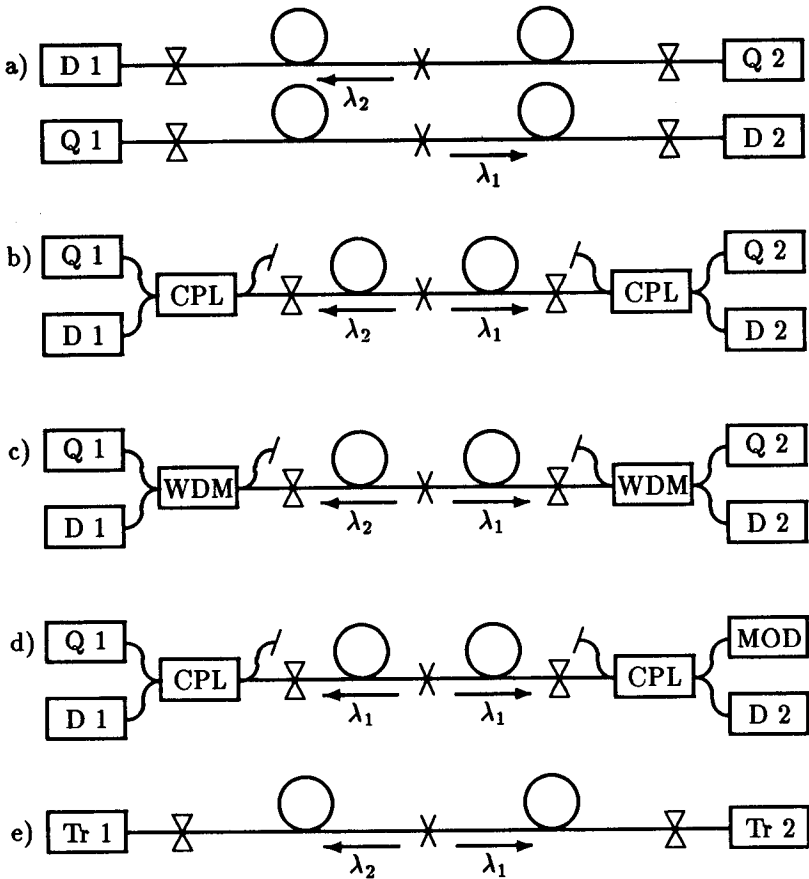 a) D 1 Q 2
λ₂
Q 1 D 2
λ₁
b) Q 1 Q 2
CPL CPL
D 1 λ₂ λ₁ D 2
c) Q 1 Q 2
WDM WDM
D 1 λ₂ λ₁ D 2
d) Q 1 MOD
CPL CPL
D 1 λ₁ λ₁ D 2
e) Tr 1 Tr 2
λ₂ λ₁